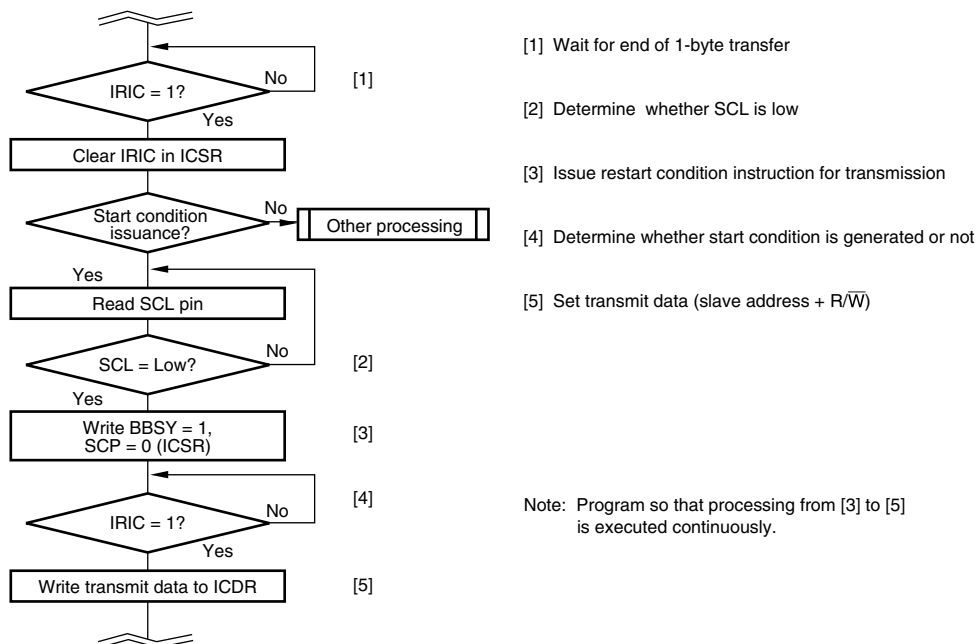 IRIC = 1?
No
[1]
Yes
Clear IRIC in ICSR
Start condition
issuance?
No
Other processing
Yes
Read SCL pin
SCL = Low?
No
[2]
Yes
Write BBSY = 1,
SCP = 0 (ICSR)
[3]
IRIC = 1?
No
[4]
Yes
Write transmit data to ICDR
[5]
[1] Wait for end of 1-byte transfer
[2] Determine whether SCL is low
[3] Issue restart condition instruction for transmission
[4] Determine whether start condition is generated or not
[5] Set transmit data (slave address + R/W̅)
Note: Program so that processing from [3] to [5]
is executed continuously.